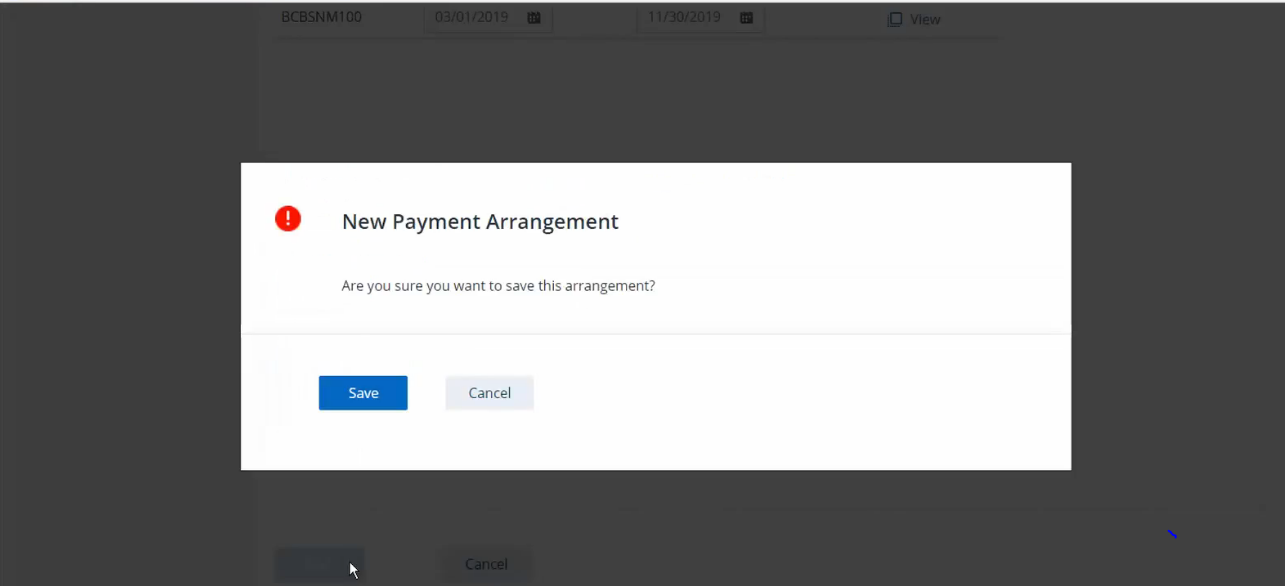 BCBSNM100 03/01/2019 11/30/2019 View
New Payment Arrangement
Are you sure you want to save this arrangement?
Save Cancel
Cancel